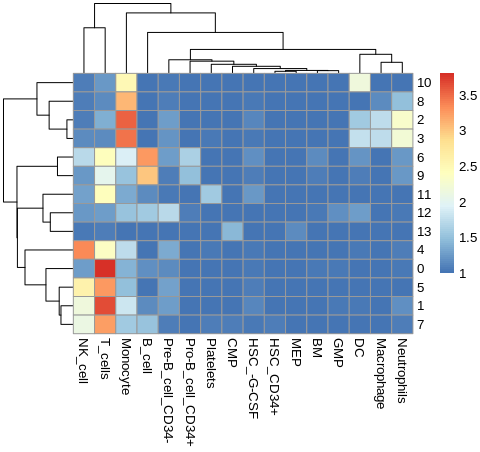 10
8
2
3
6
9
11
12
13
4
0
5
1
7
3.5
3
2.5
2
1.5
1
NK_cell
T_cells
Monocyte
B_cell
Pre-B_cell_CD34-
Pro-B_cell_CD34+
Platelets
CMP
HSC_-G-CSF
HSC_CD34+
MEP
BM
GMP
DC
Macrophage
Neutrophils